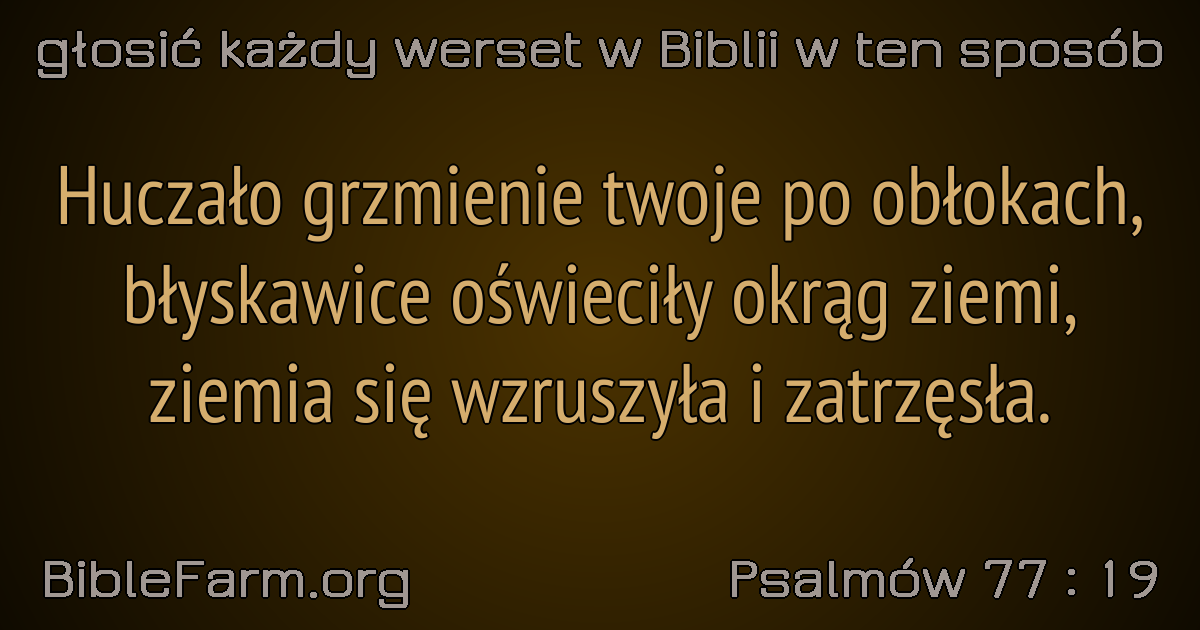 głosić każdy werset w Biblii w ten sposób
Huczało grzmienie twoje po obłokach,
błyskawice oświeciły okrąg ziemi,
ziemia się wzruszyła i zatrzęsła.
BibleFarm.org
Psalmów 77 : 19